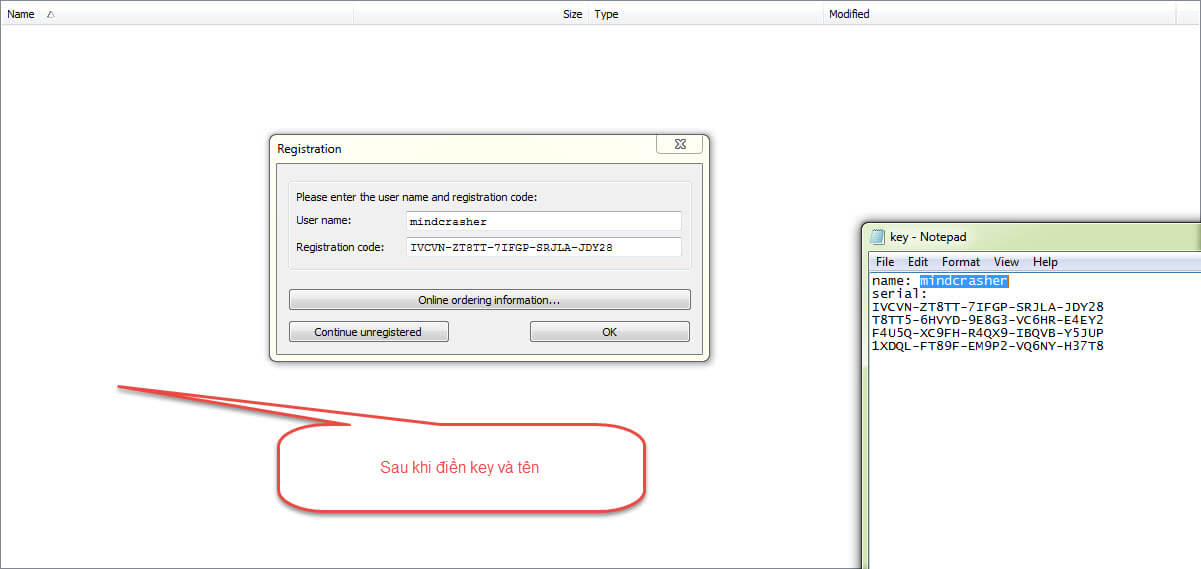 Name Size Type Modified
Registration
Please enter the user name and registration code:
User name: mindcrasher
Registration code: IVCVN-ZT8TT-7IFGP-SRJLA-JDY28
Online ordering information...
Continue unregistered OK
key - Notepad
File Edit Format View Help
name: mindcrasher
serial:
IVCVN-ZT8TT-7IFGP-SRJLA-JDY28
T8TT5-6HVYD-9E8G3-VC6HR-E4EY2
F4U5Q-XC9FH-R4QX9-IBQVB-Y5JUP
1XDQL-FT89F-EM9P2-VQ6NY-H37T8
Sau khi điền key và tên